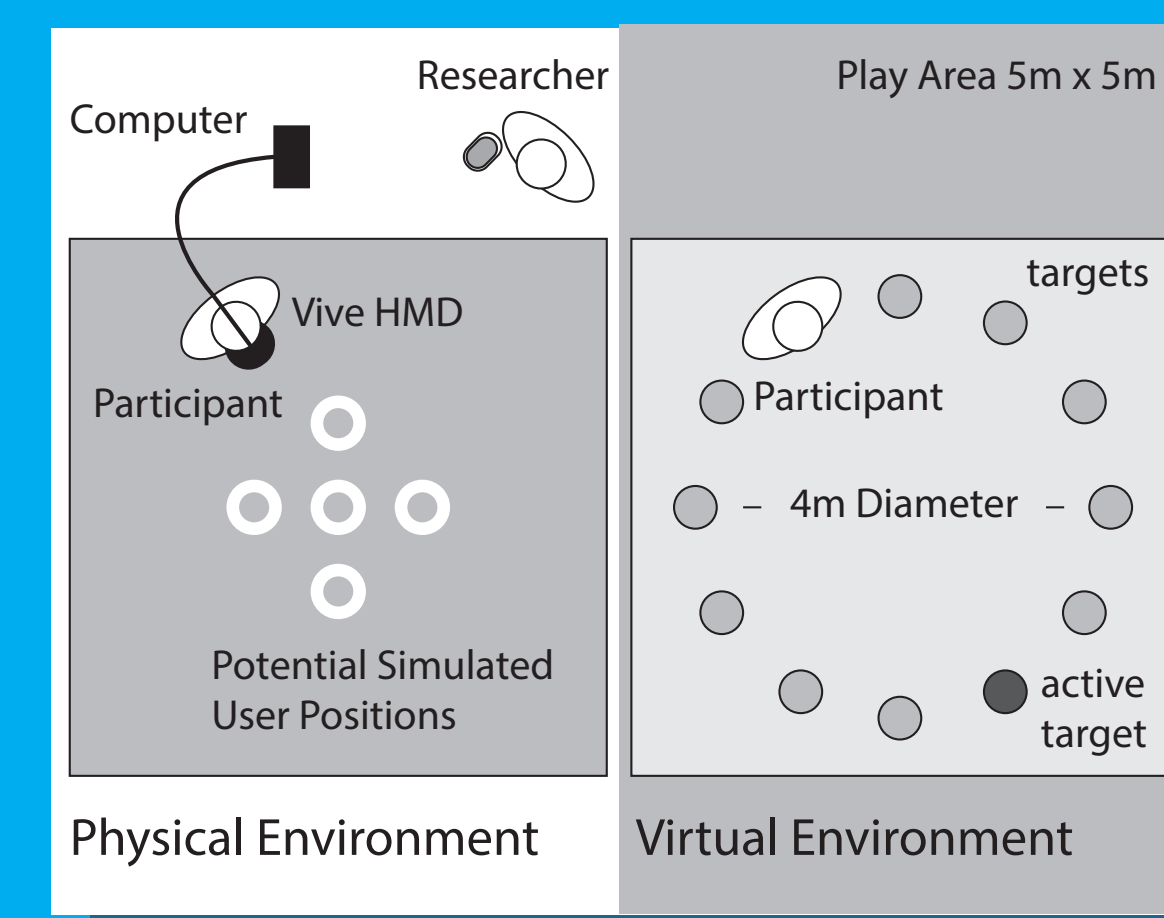 Researcher
Computer
Vive HMD
Participant
Potential Simulated
User Positions
Physical Environment
Play Area 5m x 5m
targets
Participant
– 4m Diameter –
active
target
Virtual Environment